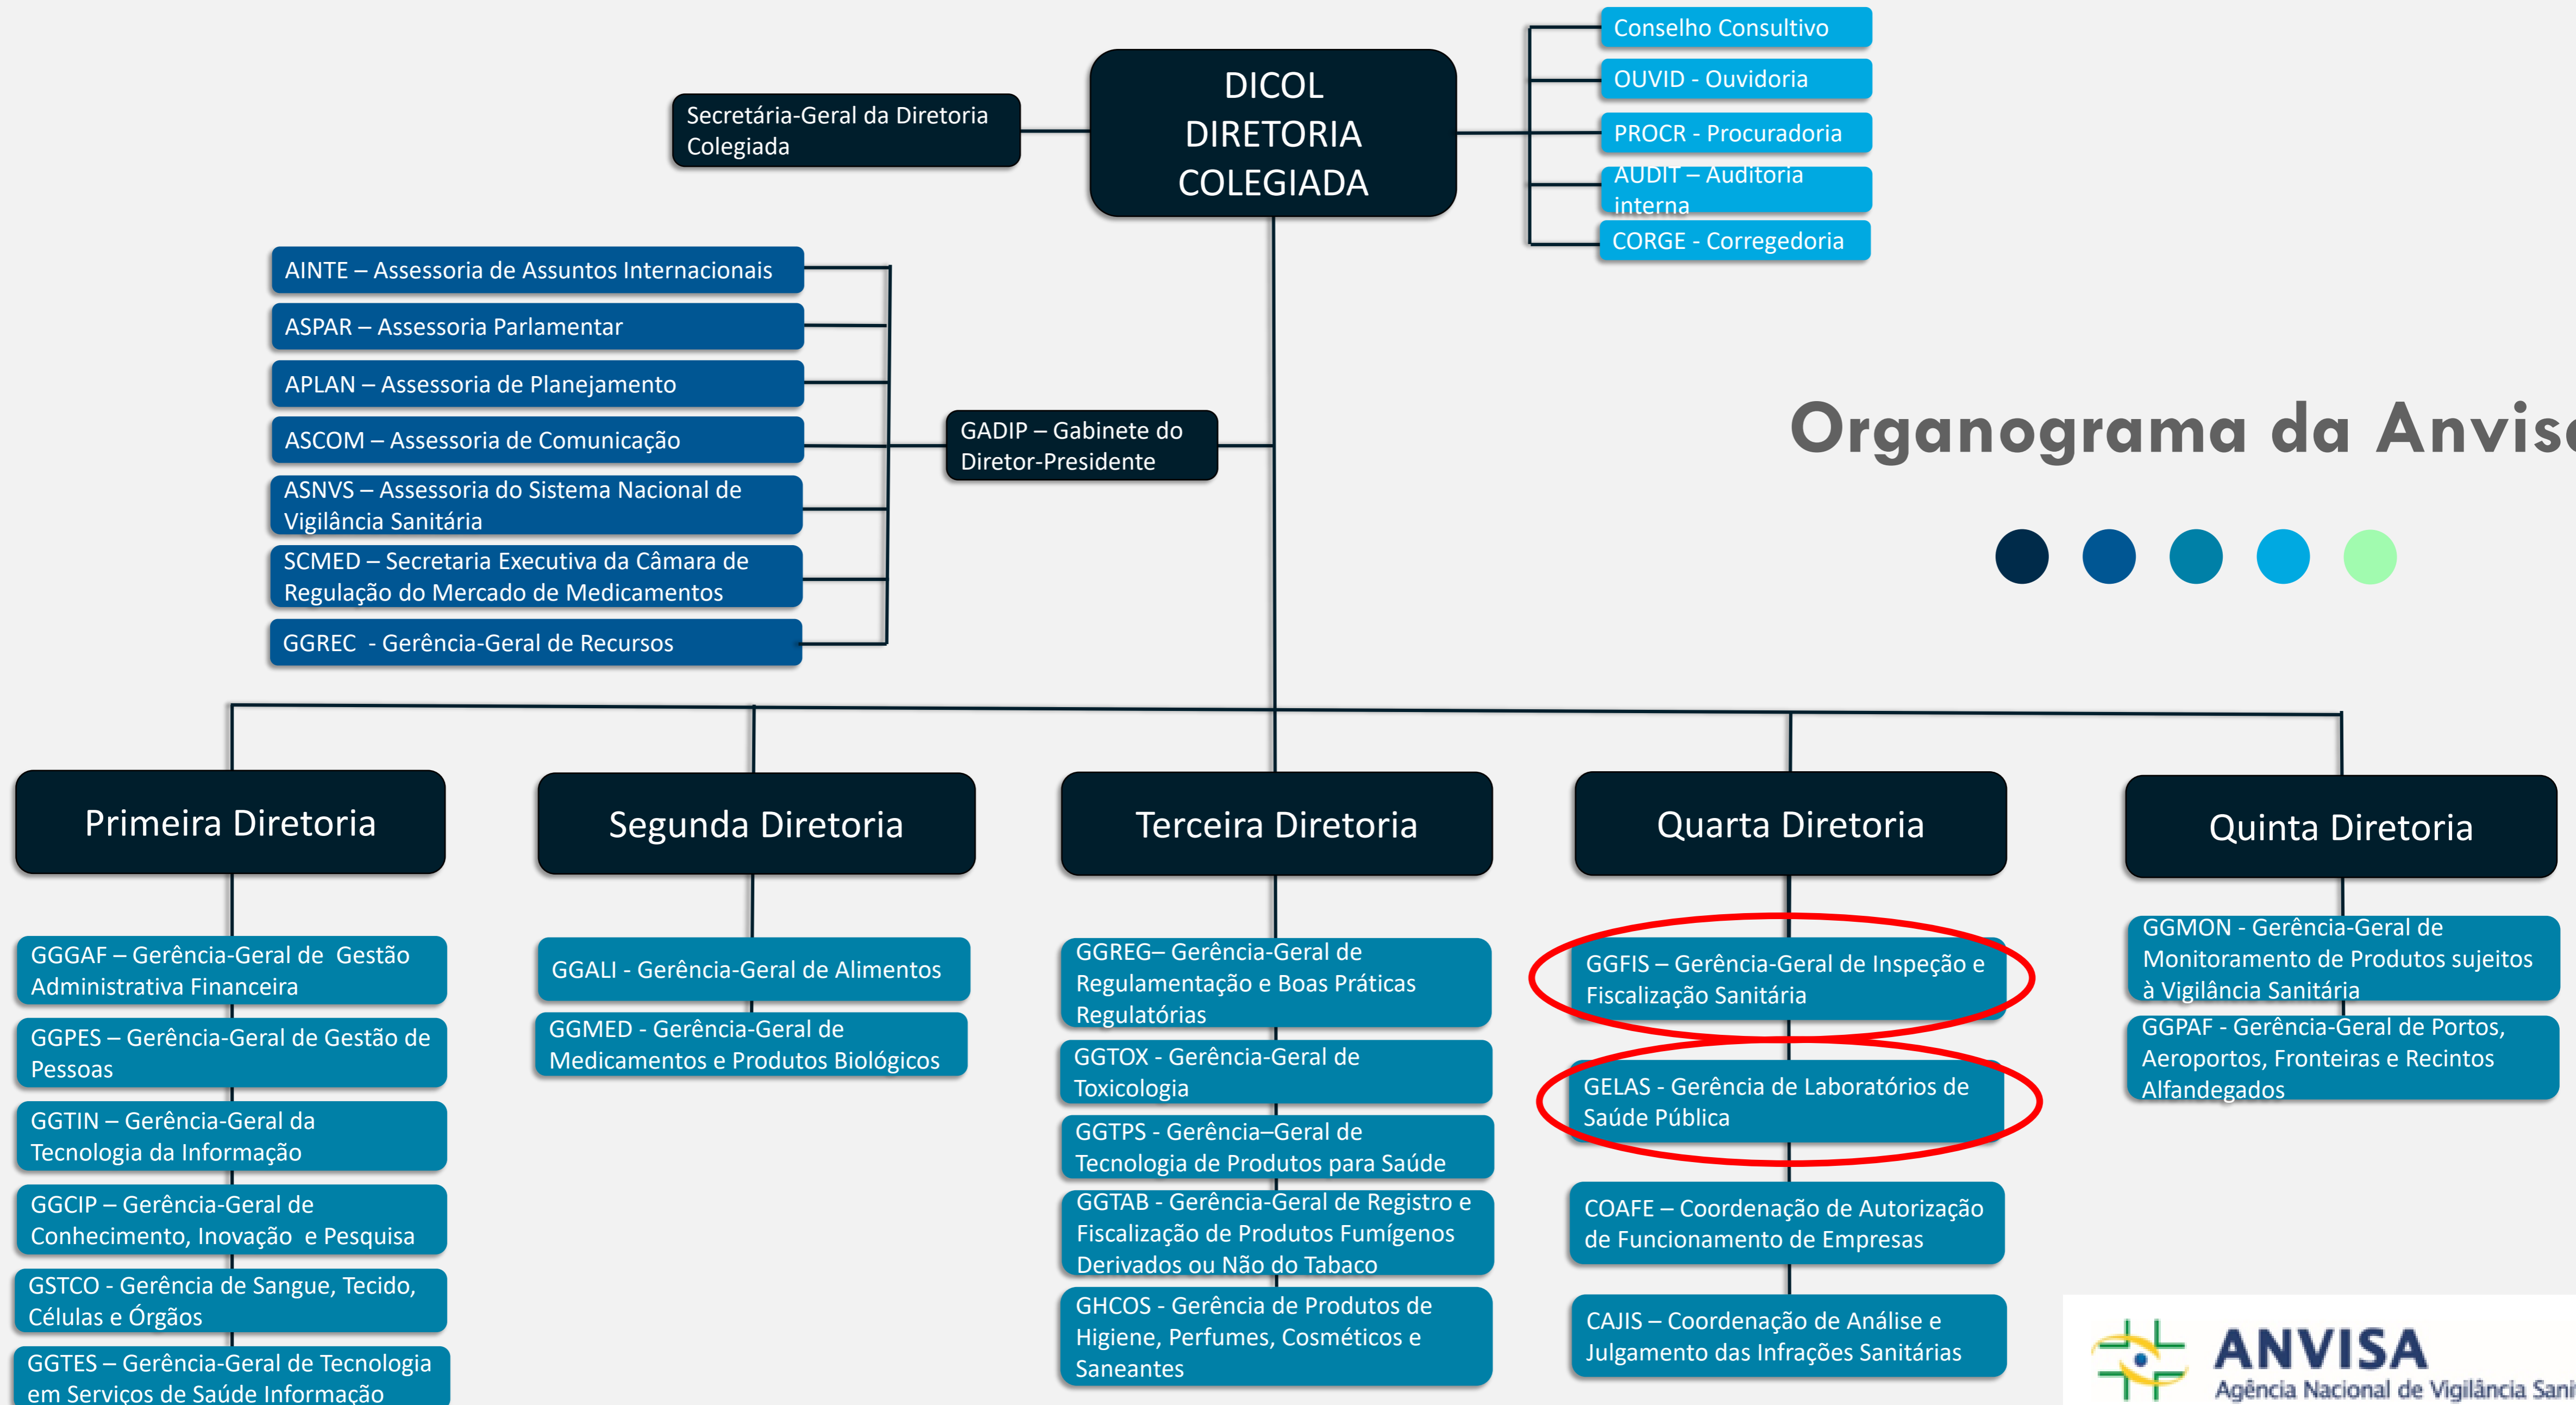 Conselho Consultivo
OUVID - Ouvidoria
PROCR - Procuradoria
AUDIT – Auditoria
interna
CORGE - Corregedoria
DICOL
DIRETORIA
COLEGIADA
Secretária-Geral da Diretoria
Colegiada
AINTE – Assessoria de Assuntos Internacionais
ASPAR – Assessoria Parlamentar
APLAN – Assessoria de Planejamento
ASCOM – Assessoria de Comunicação
ASNVS – Assessoria do Sistema Nacional de
Vigilância Sanitária
SCMED – Secretaria Executiva da Câmara de
Regulação do Mercado de Medicamentos
GGREC - Gerência-Geral de Recursos
GADIP – Gabinete do
Diretor-Presidente
Organograma da Anvisa
Primeira Diretoria
GGGAF – Gerência-Geral de Gestão
Administrativa Financeira
GGPES – Gerência-Geral de Gestão de
Pessoas
GGTIN – Gerência-Geral da
Tecnologia da Informação
GGCIP – Gerência-Geral de
Conhecimento, Inovação e Pesquisa
GSTCO - Gerência de Sangue, Tecido,
Células e Órgãos
GGTES – Gerência-Geral de Tecnologia
em Serviços de Saúde Informação
Segunda Diretoria
GGALI - Gerência-Geral de Alimentos
GGMED - Gerência-Geral de
Medicamentos e Produtos Biológicos
Terceira Diretoria
GGREG– Gerência-Geral de
Regulamentação e Boas Práticas
Regulatórias
GGTOX - Gerência-Geral de
Toxicologia
GGTPS - Gerência–Geral de
Tecnologia de Produtos para Saúde
GGTAB - Gerência-Geral de Registro e
Fiscalização de Produtos Fumígenos
Derivados ou Não do Tabaco
GHCOS - Gerência de Produtos de
Higiene, Perfumes, Cosméticos e
Saneantes
Quarta Diretoria
GGFIS – Gerência-Geral de Inspeção e
Fiscalização Sanitária
GELAS - Gerência de Laboratórios de
Saúde Pública
COAFE – Coordenação de Autorização
de Funcionamento de Empresas
CAJIS – Coordenação de Análise e
Julgamento das Infrações Sanitárias
Quinta Diretoria
GGMON - Gerência-Geral de
Monitoramento de Produtos sujeitos
à Vigilância Sanitária
GGPAF - Gerência-Geral de Portos,
Aeroportos, Fronteiras e Recintos
Alfandegados
ANVISA
Agência Nacional de Vigilância